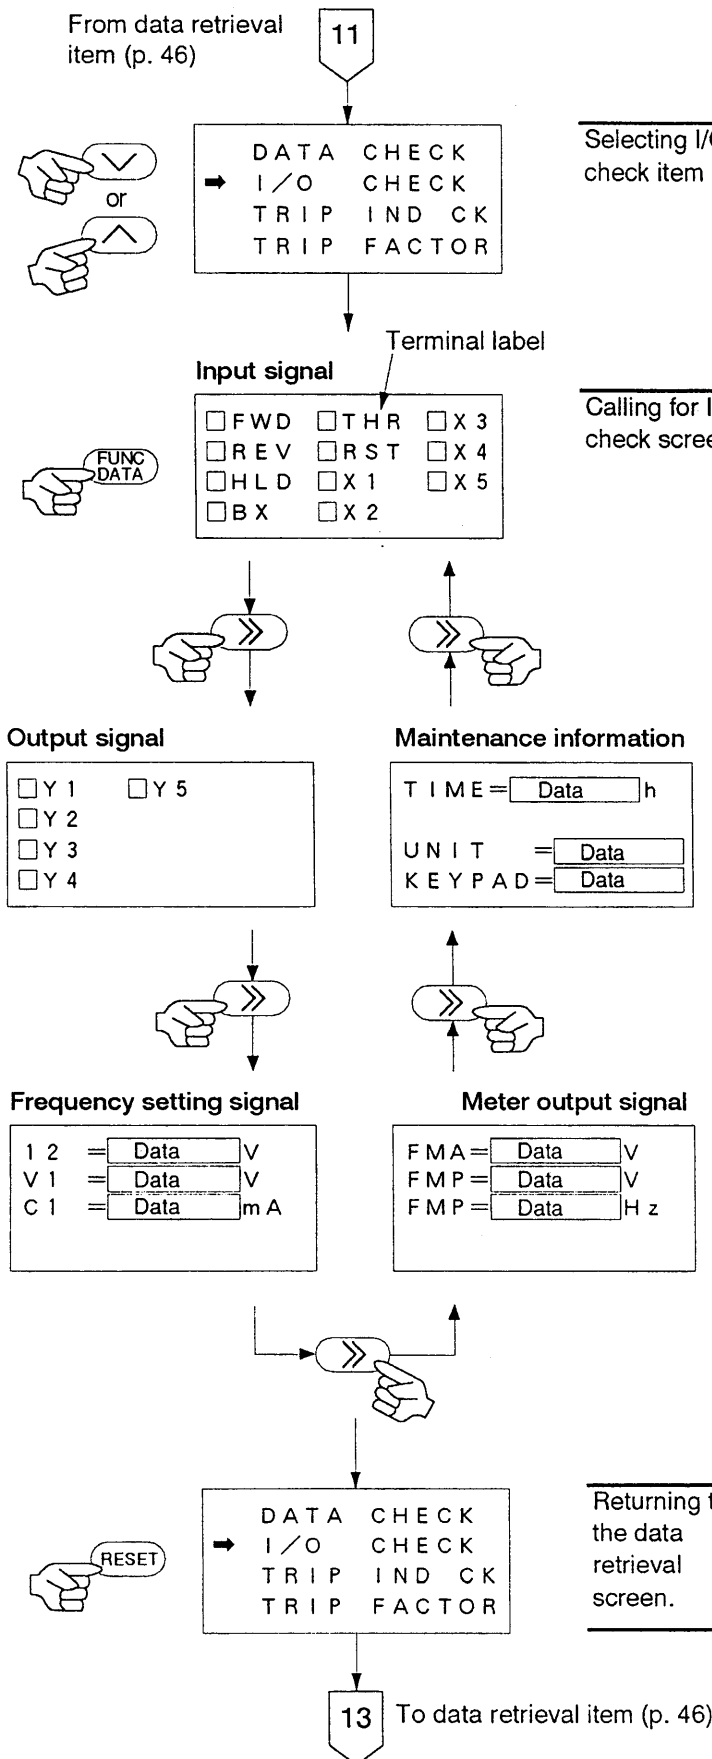 From data retrieval
item (p. 46)
11
or
DATA CHECK
I/O CHECK
TRIP IND CK
TRIP FACTOR
Selecting I/
check item
Terminal label
Input signal
FWD THR X3
REV RST X4
HLD X1 X5
BX X2
FUNC
DATA
Calling for
check
Output signal
Y1 Y5
Y2
Y3
Y4
Maintenance information
TIME= Data h
UNIT = Data
KEYPAD= Data
Frequency setting signal
12 = Data V
V1 = Data V
C1 = Data mA
Meter output signal
FMA= Data V
FMP= Data V
FMP= Data Hz
RESET
DATA CHECK
I/O CHECK
TRIP IND CK
TRIP FACTOR
Returning
the data
retrieval
screen.
13
To data retrieval item (p. 46)